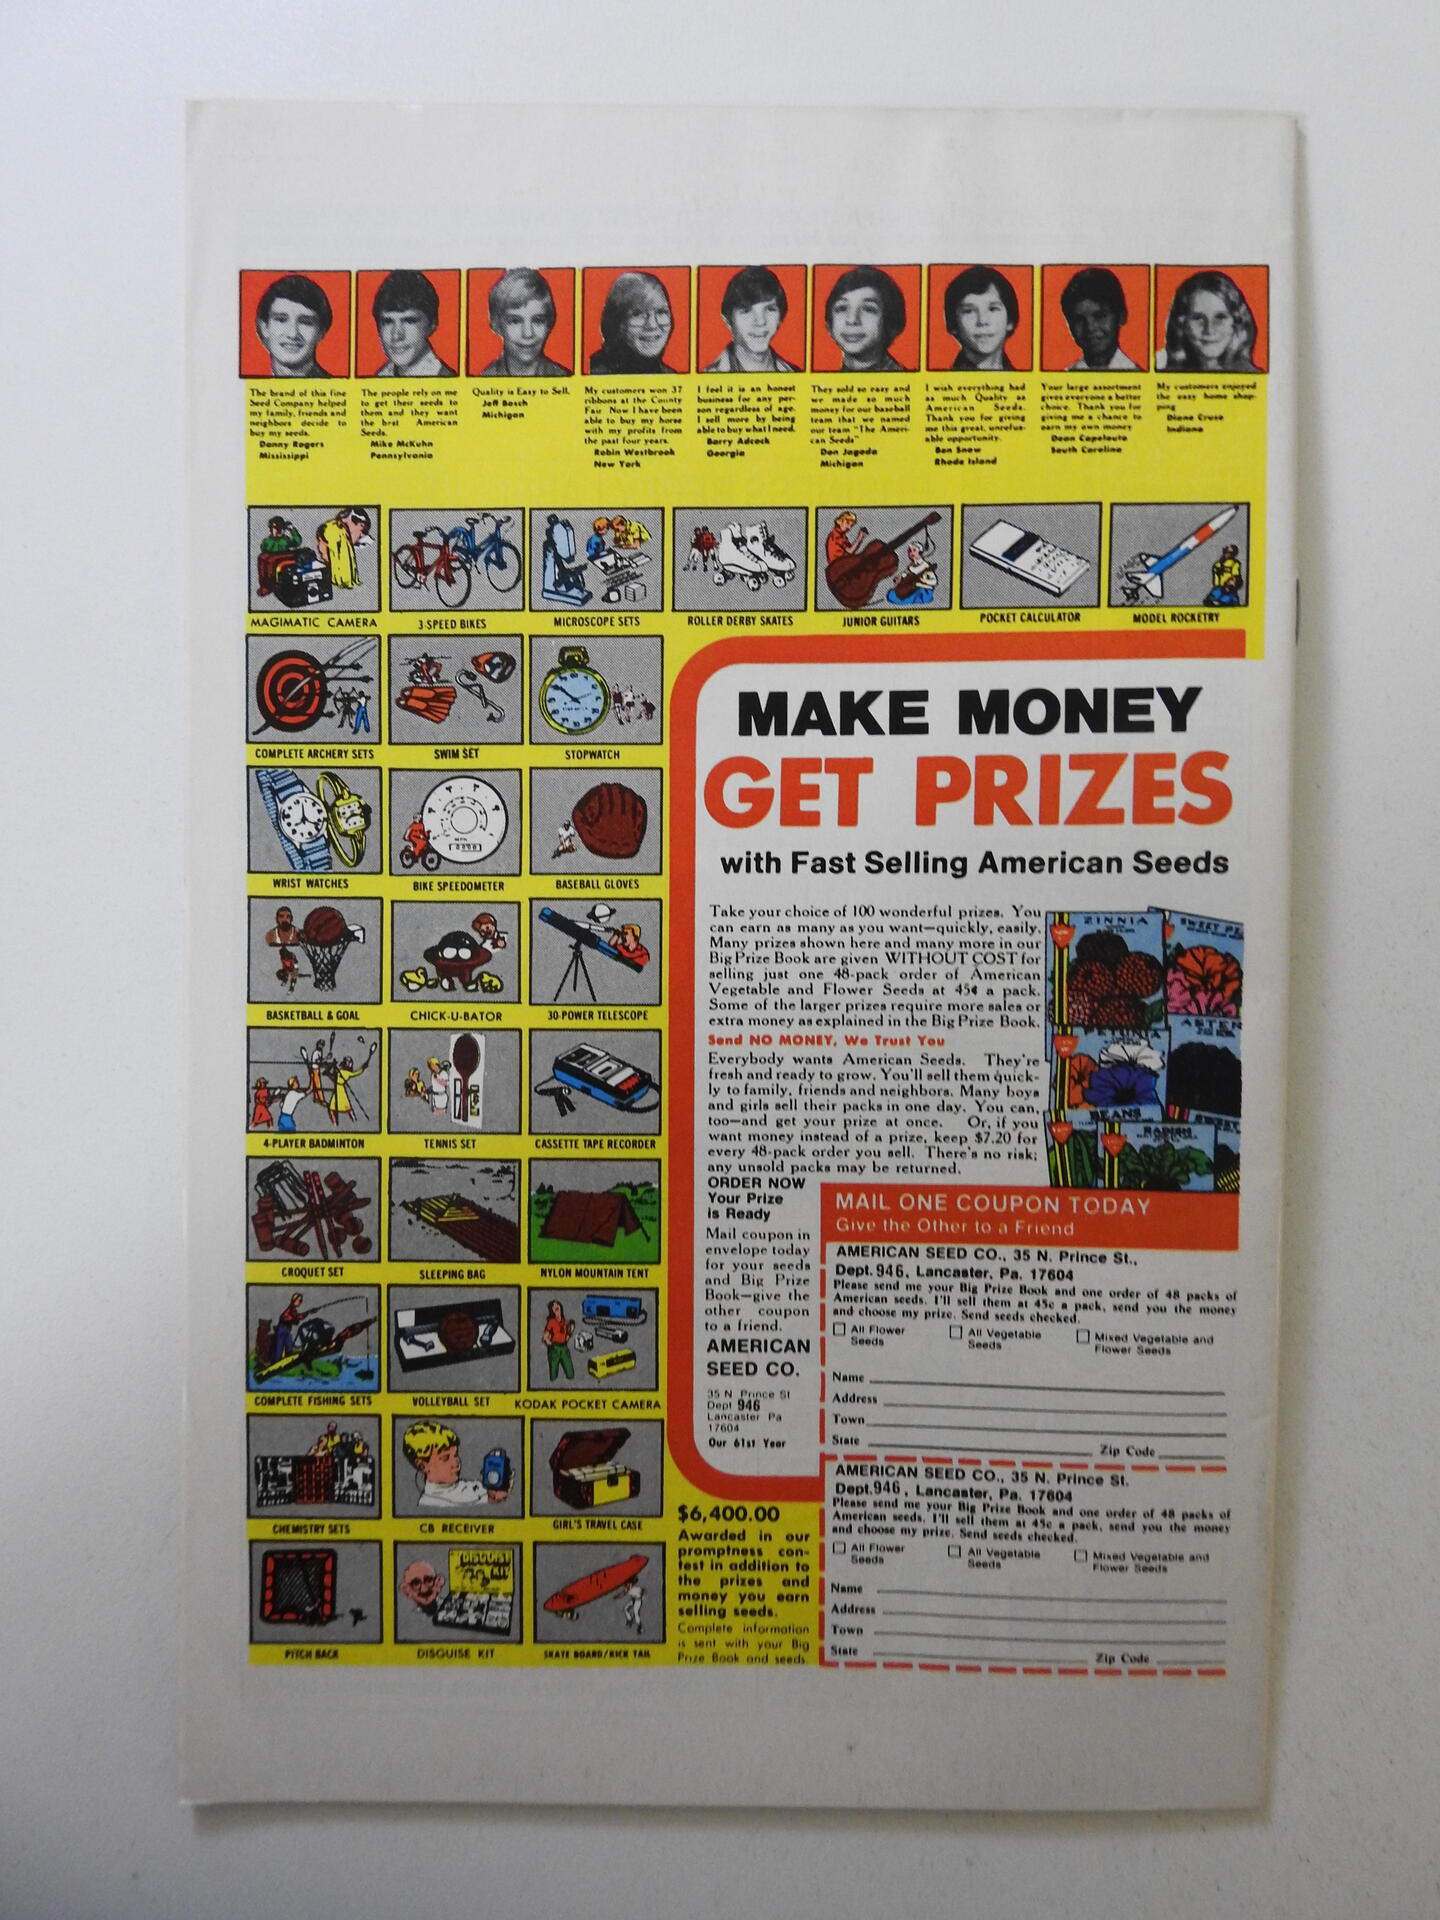 The brand of this fine
Seed Company helped
my family, friends and
neighbors decide to
buy my seeds.
Danny Rogers
Mississippi
The people rely on me
to get their seeds to
them and they want
the best American
Seeds.
Mike McKuhn
Pennsylvania
Quality is Easy to Sell.
Jeff Bosch
Michigan
My customers won 37
ribbons at the County
Fair Now I have been
able to buy my horse
with my profits from
the past four years.
Robin Westbrook
New York
I feel it is an honest
business for any per-
son regardless of age.
I sell more by being
able to buy what I need.
Barry Adcock
Georgia
They sold so easy and
we made so much
money for our baseball
team that we named
our team "The Ameri-
can Seeds"
Don Jagoda
Michigan
I wish everything had
as much Quality as
American Seeds.
Thank you for giving
me this great, unrefus-
able opportunity.
Ben Snow
Rhode Island
Your large assortment
gives everyone a better
choice. Thank you for
giving me a chance to
earn my own money
Dean Capeloute
South Carolina
My customers enjoyed
the easy home shop-
ping
Diane Cruse
Indiana
MAGIMATIC CAMERA
3-SPEED BIKES
MICROSCOPE SETS
ROLLER DERBY SKATES
JUNIOR GUITARS
POCKET CALCULATOR
MODEL ROCKETRY
COMPLETE ARCHERY SETS
SWIM SET
STOPWATCH
WRIST WATCHES
BIKE SPEEDOMETER
BASEBALL GLOVES
BASKETBALL & GOAL
CHICK-U-BATOR
30-POWER TELESCOPE
4-PLAYER BADMINTON
TENNIS SET
CASSETTE TAPE RECORDER
CROQUET SET
SLEEPING BAG
NYLON MOUNTAIN TENT
COMPLETE FISHING SETS
VOLLEYBALL SET
KODAK POCKET CAMERA
CHEMISTRY SETS
CB RECEIVER
GIRL'S TRAVEL CASE
DISGUISE
KIT
PITCH BACK
DISGUISE KIT
SKATE BOARD/KICK TAIL
MAKE MONEY
GET PRIZES
with Fast Selling American Seeds
Take your choice of 100 wonderful prizes. You
can earn as many as you want—quickly, easily.
Many prizes shown here and many more in our
Big Prize Book are given WITHOUT COST for
selling just one 48-pack order of American
Vegetable and Flower Seeds at 45¢ a pack.
Some of the larger prizes require more sales or
extra money as explained in the Big Prize Book.
Send NO MONEY, We Trust You
Everybody wants American Seeds. They're
fresh and ready to grow. You'll sell them quick-
ly to family, friends and neighbors. Many boys
and girls sell their packs in one day. You can,
too—and get your prize at once. Or, if you
want money instead of a prize, keep $7.20 for
every 48-pack order you sell. There's no risk;
any unsold packs may be returned.
ZINNIA
SWEET PE
PETUNIA
ASTER
BEANS
RADISH
SWEET
ORDER NOW
Your Prize
is Ready
Mail coupon in
envelope today
for your seeds
and Big Prize
Book—give the
other coupon
to a friend.
AMERICAN
SEED CO.
35 N Prince St
Dept 946
Lancaster Pa
17604
Our 61st Year
$6,400.00
Awarded in our
promptness con-
test in addition to
the prizes and
money you earn
selling seeds.
Complete information
is sent with your Big
Prize Book and seeds.
MAIL ONE COUPON TODAY
Give the Other to a Friend
AMERICAN SEED CO., 35 N. Prince St.,
Dept. 946, Lancaster, Pa. 17604
Please send me your Big Prize Book and one order of 48 packs of
American seeds. I'll sell them at 45c a pack, send you the money
and choose my prize. Send seeds checked.
All Flower
Seeds
All Vegetable
Seeds
Mixed Vegetable and
Flower Seeds
Name
Address
Town
State Zip Code
AMERICAN SEED CO., 35 N. Prince St.
Dept.946, Lancaster, Pa. 17604
Please send me your Big Prize Book and one order of 48 packs of
American seeds. I'll sell them at 45c a pack, send you the money
and choose my prize. Send seeds checked.
All Flower
Seeds
All Vegetable
Seeds
Mixed Vegetable and
Flower Seeds
Name
Address
Town
State Zip Code